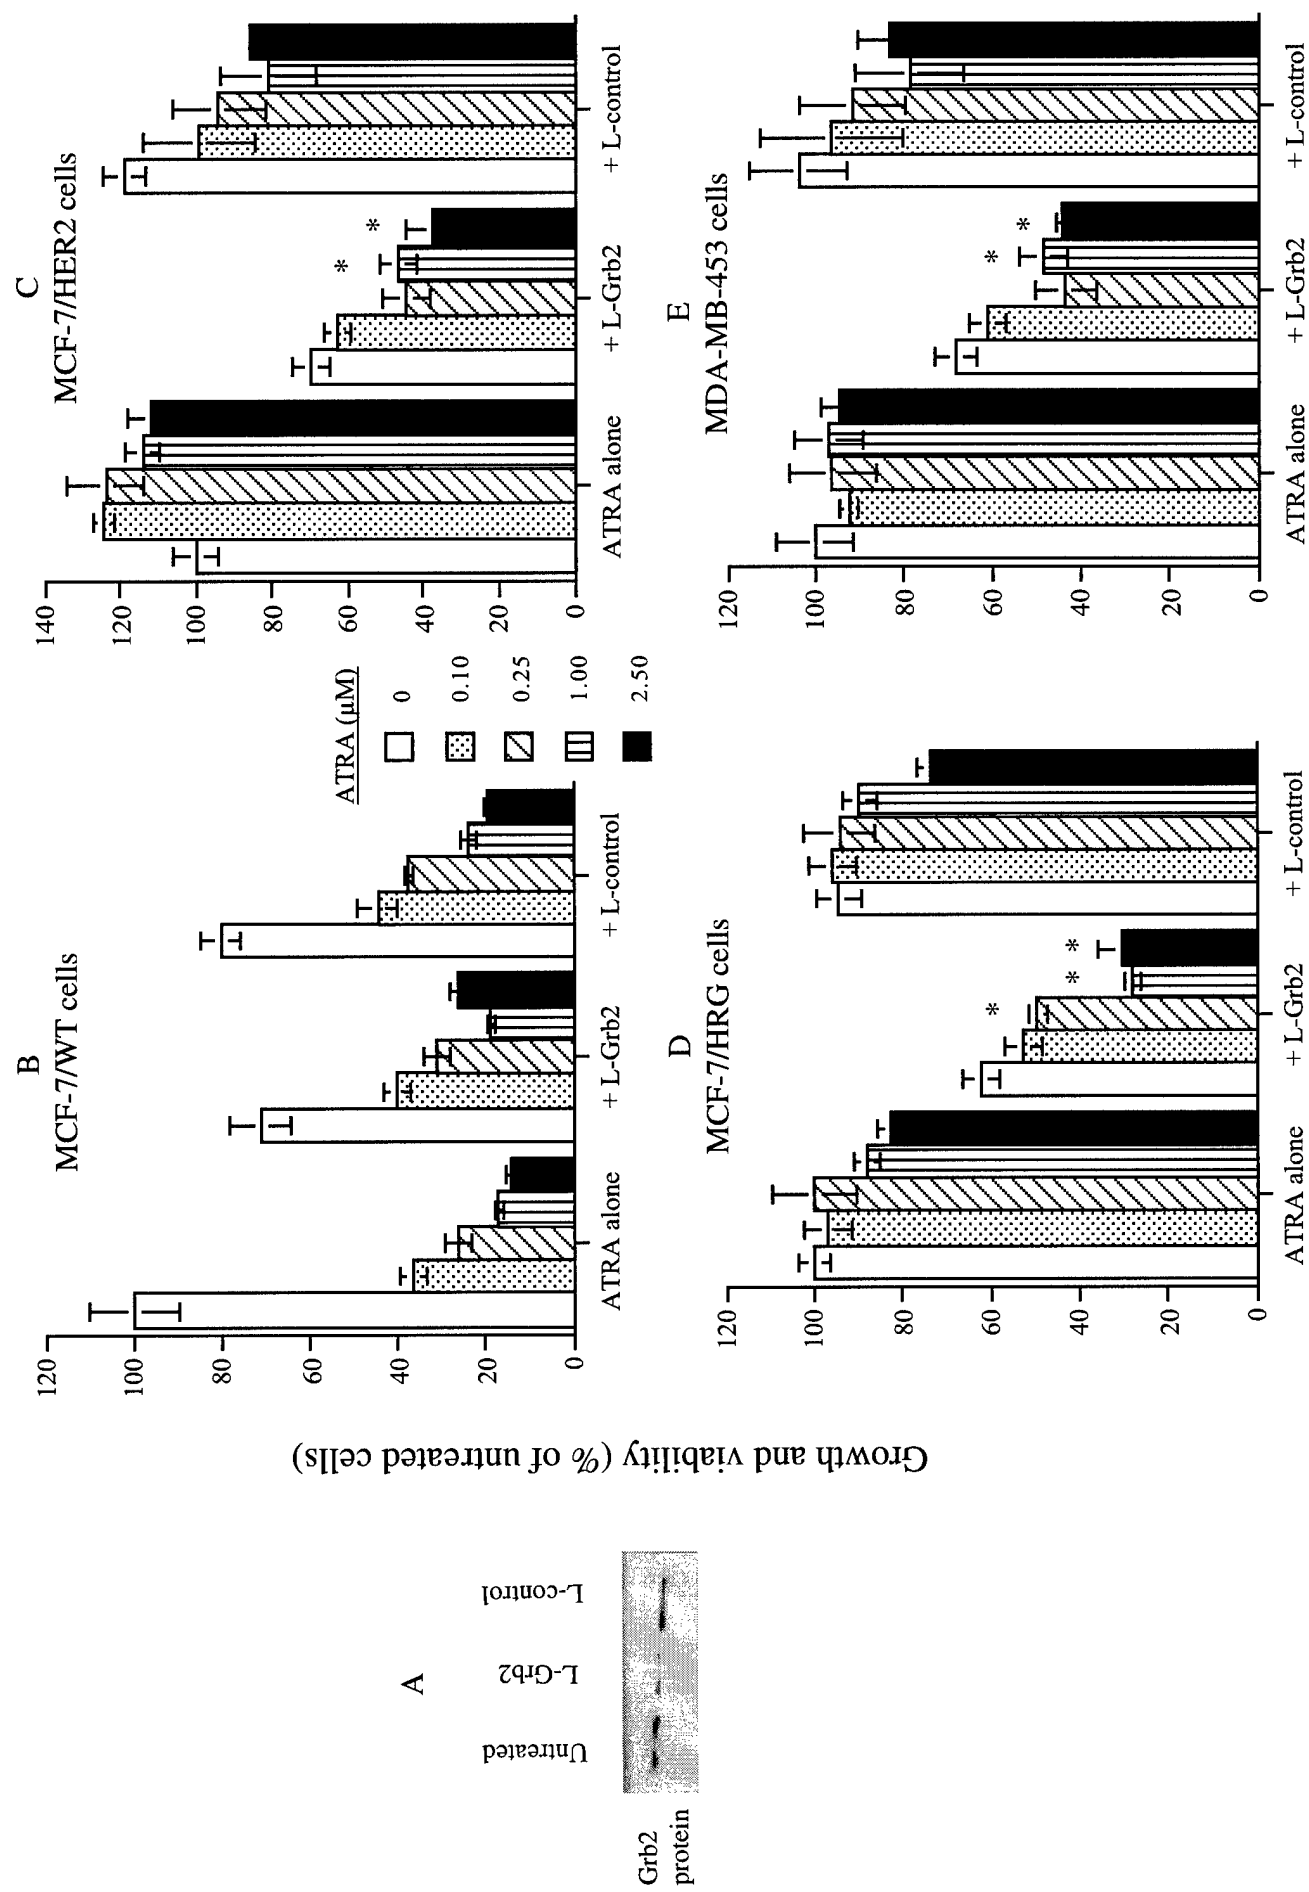 A
Untreated
L-Grb2
L-control
Grb2
protein
Growth and viability (% of untreated cells)
B
MCF-7/WT cells
120
100
80
60
40
20
0
ATRA alone
+ L-Grb2
+ L-control
ATRA (µM)
0
0.10
0.25
1.00
2.50
C
MCF-7/HER2 cells
140
120
100
80
60
40
20
0
*
*
ATRA alone
+ L-Grb2
+ L-control
D
MCF-7/HRG cells
120
100
80
60
40
20
0
*
*
*
ATRA alone
+ L-Grb2
+ L-control
E
MDA-MB-453 cells
120
100
80
60
40
20
0
*
*
ATRA alone
+ L-Grb2
+ L-control